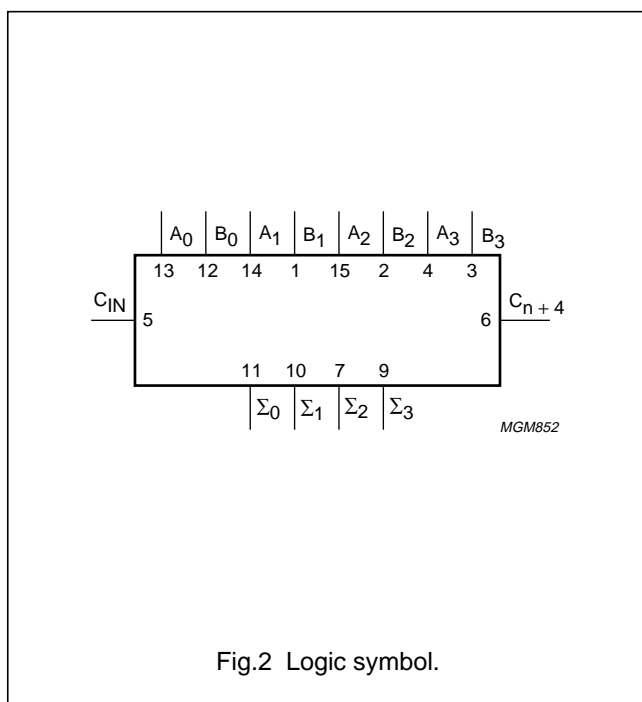 A0 B0 A1 B1 A2 B2 A3 B3
13 12 14 1 15 2 4 3
CIN 5 6 Cn + 4
11 10 7 9
Σ0 Σ1 Σ2 Σ3
MGM852
Fig.2 Logic symbol.